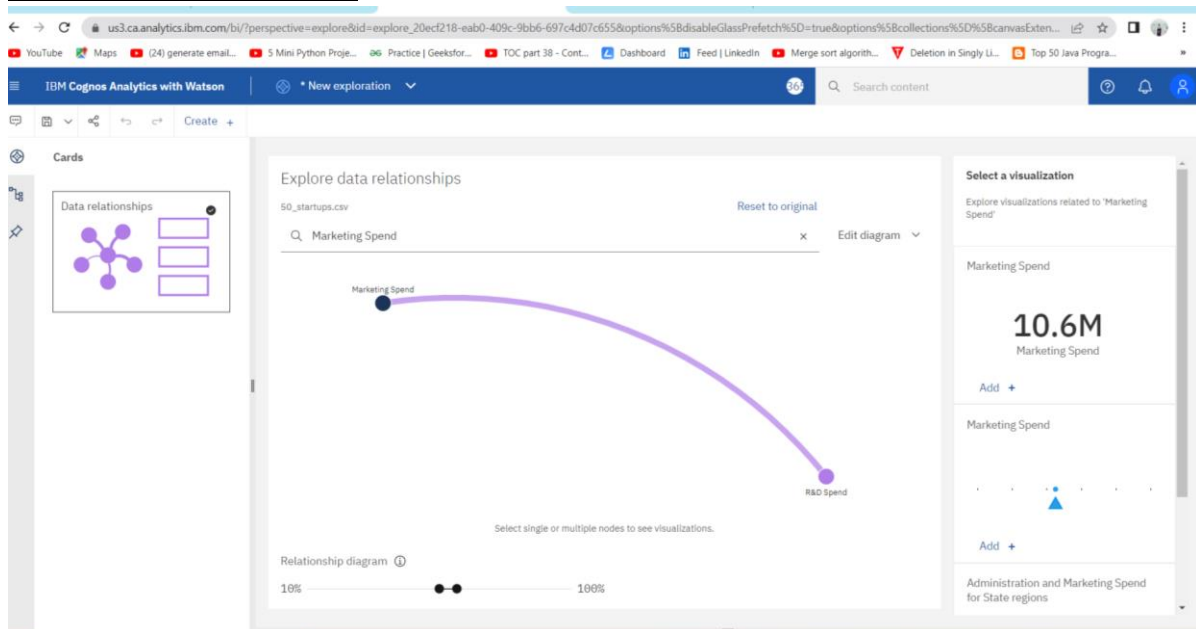 us3.ca.analytics.ibm.com/bi/?perspective=explore&id=explore_20ecf218-eab0-409c-9bb6-697c4d07c655&options%5BdisableGlassPrefetch%5D=true&options%5Bcollections%5D%5BcanvasExten...
YouTube Maps (24) generate email... 5 Mini Python Proje... Practice | Geeksfor... TOC part 38 - Cont... Dashboard Feed | LinkedIn Merge sort algorith... Deletion in Singly Li... Top 50 Java Progra... »
IBM Cognos Analytics with Watson * New exploration Search content
Create +
Cards
Data relationships
Explore data relationships
50_startups.csv Reset to original
Marketing Spend × Edit diagram
Marketing Spend
R&D Spend
Select single or multiple nodes to see visualizations.
Relationship diagram
10% 100%
Select a visualization
Explore visualizations related to 'Marketing
Spend'
Marketing Spend
10.6M
Marketing Spend
Add +
Marketing Spend
Add +
Administration and Marketing Spend
for State regions